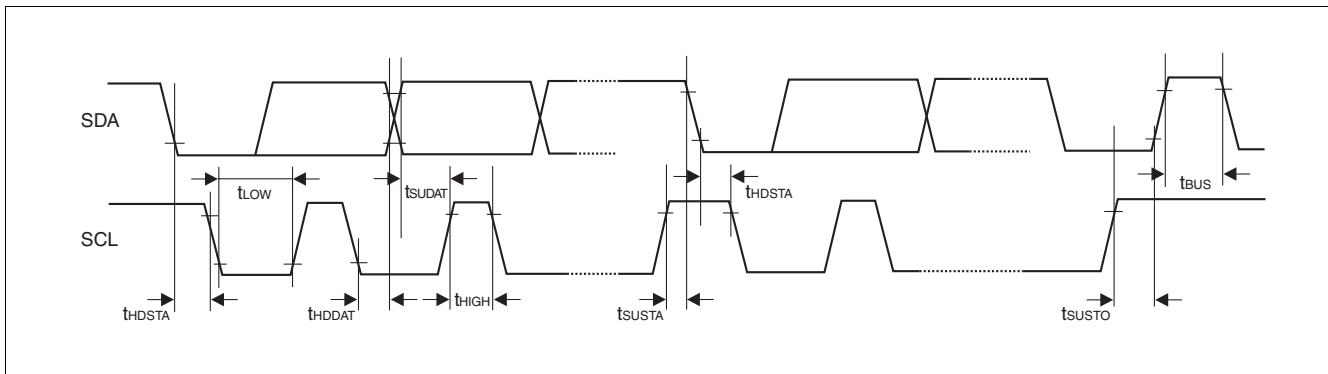 SDA
tLOW
tSUDAT
tHDSTA
tBUS
SCL
tHDSTA
tHDDAT
tHIGH
tSUSTA
tSUSTO